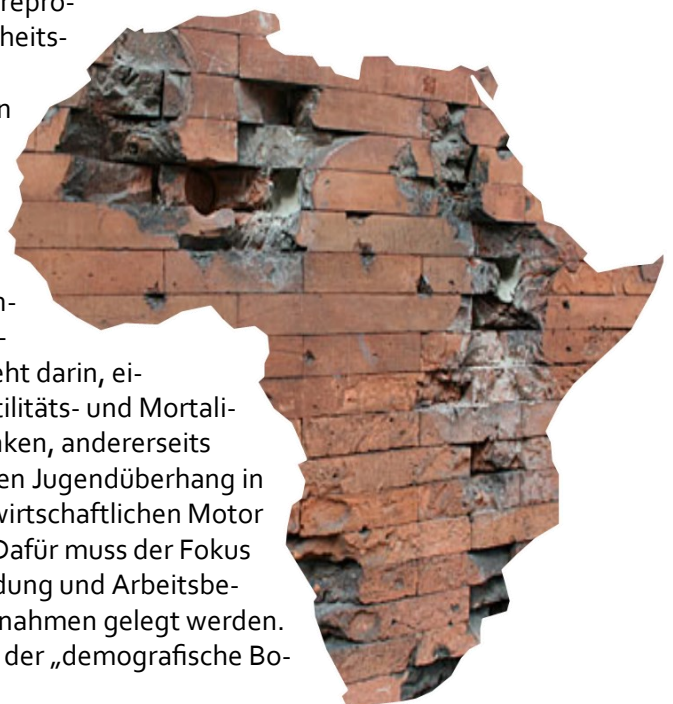 repro-
heits-
n
n-
-
eht darin, ei-
tilitäts- und Mortali-
ken, andererseits
en Jugendüberhang in
wirtschaftlichen Motor
Dafür muss der Fokus
dung und Arbeitsbe-
nahmen gelegt werden.
der „demografische Bo-